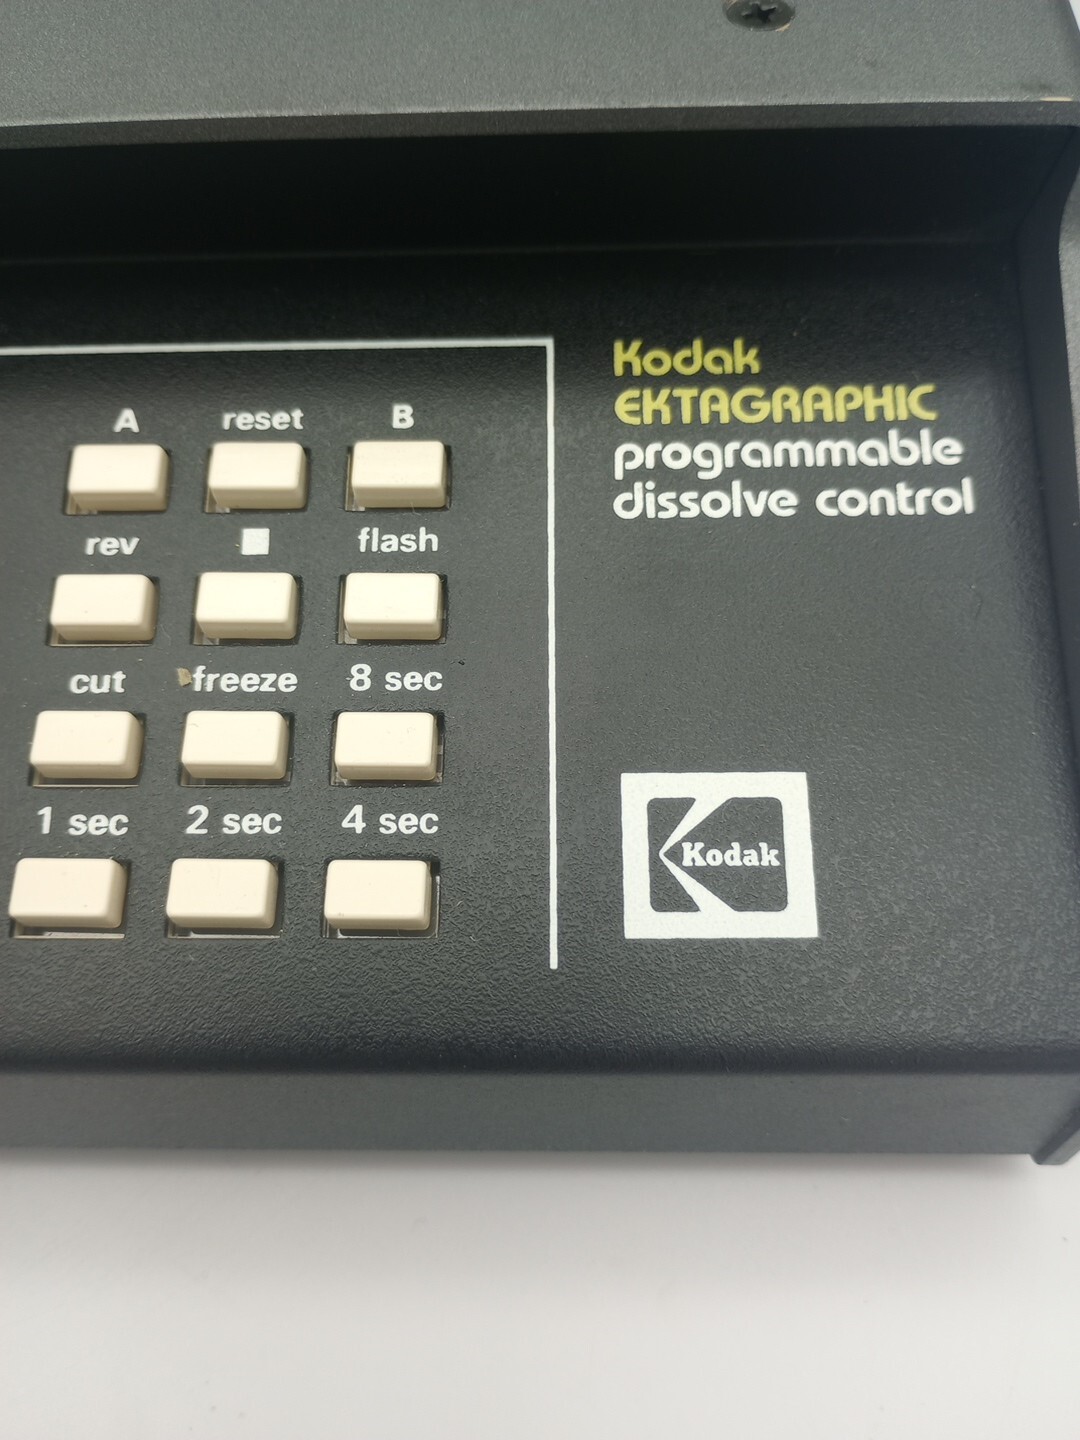 Kodak
EKTAGRAPHIC
programmable
dissolve control
A reset B
rev flash
cut freeze 8 sec
1 sec 2 sec 4 sec
Kodak